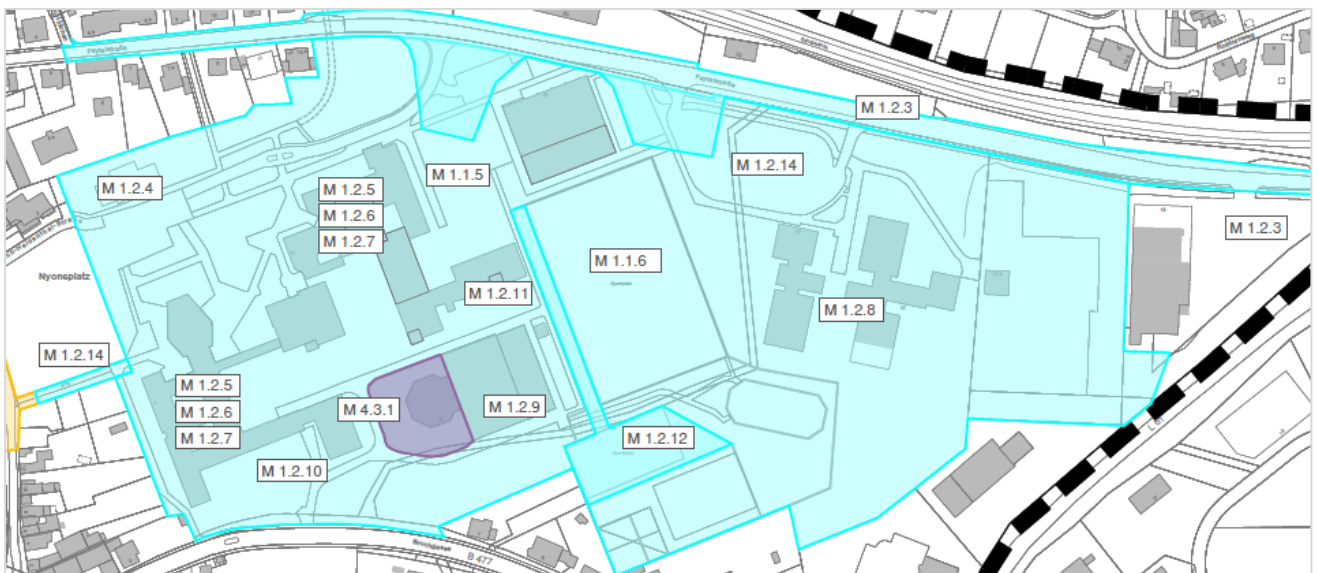 Feytalstraße
Feytalstraße
M 1.2.3
M 1.2.4
M 1.1.5
M 1.2.14
M 1.2.5
M 1.2.6
M 1.2.7
M 1.2.3
Nyonsplatz
M 1.1.6
Sportplatz
M 1.2.11
M 1.2.8
M 1.2.14
M 1.2.5
M 1.2.6
M 1.2.7
M 4.3.1
M 1.2.9
M 1.2.12
M 1.2.10
B 477